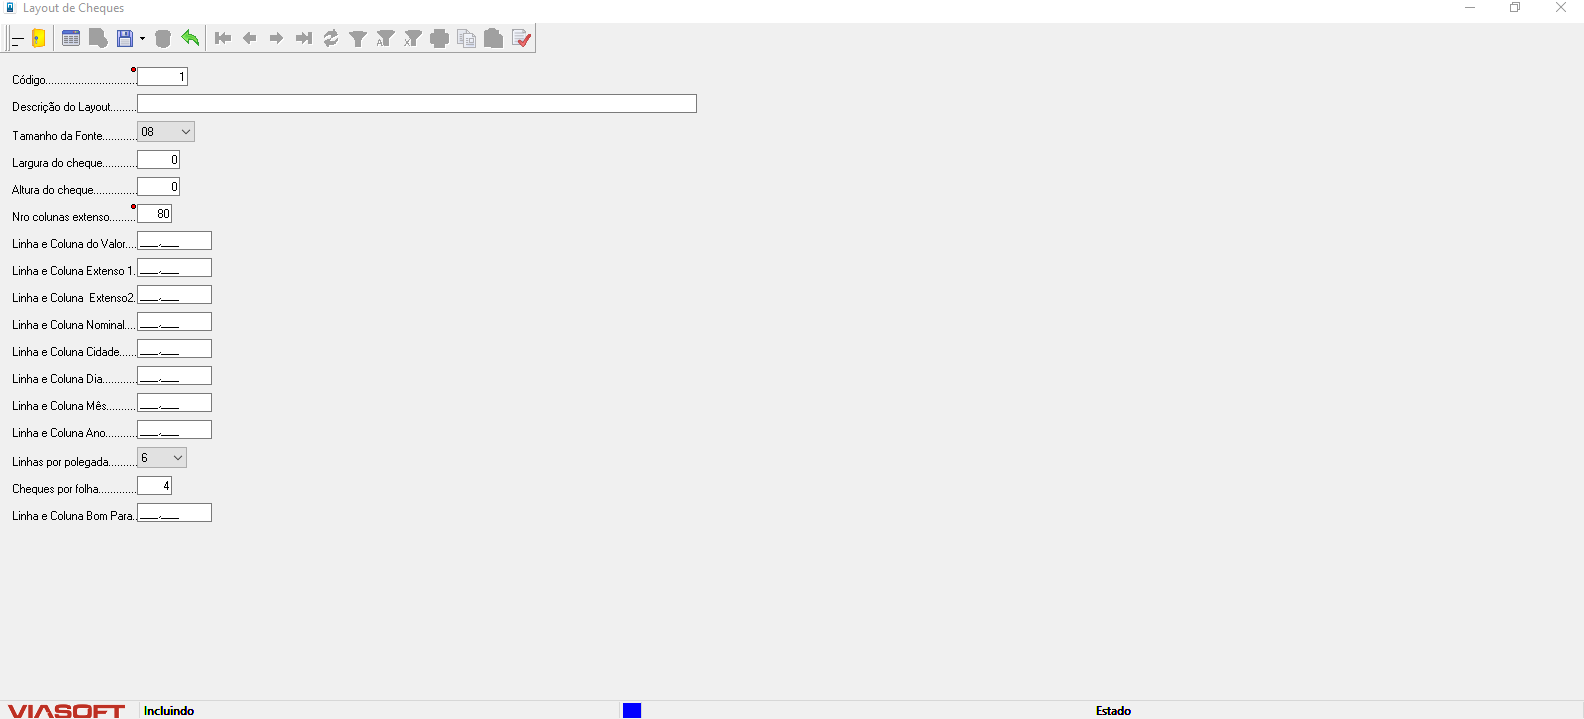 Layout de Cheques
Código............................... 1
Descrição do Layout.........
Tamanho da Fonte............ 08
Largura do cheque............ 0
Altura do cheque............... 0
Nro colunas extenso......... 80
Linha e Coluna do Valor.... ___.___
Linha e Coluna Extenso 1. ___.___
Linha e Coluna  Extenso2. ___.___
Linha e Coluna Nominal.... ___.___
Linha e Coluna Cidade...... ___.___
Linha e Coluna Dia............ ___.___
Linha e Coluna Mês.......... ___.___
Linha e Coluna Ano........... ___.___
Linhas por polegada.......... 6
Cheques por folha............. 4
Linha e Coluna Bom Para.. ___.___
VIASOFT Incluindo Estado